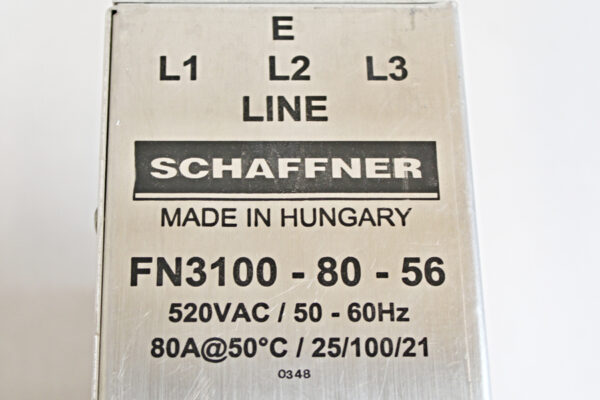 E
L1 L2 L3
LINE
SCHAFFNER
MADE IN HUNGARY
FN3100 - 80 - 56
520VAC / 50 - 60Hz
80A@50°C / 25/100/21
0348